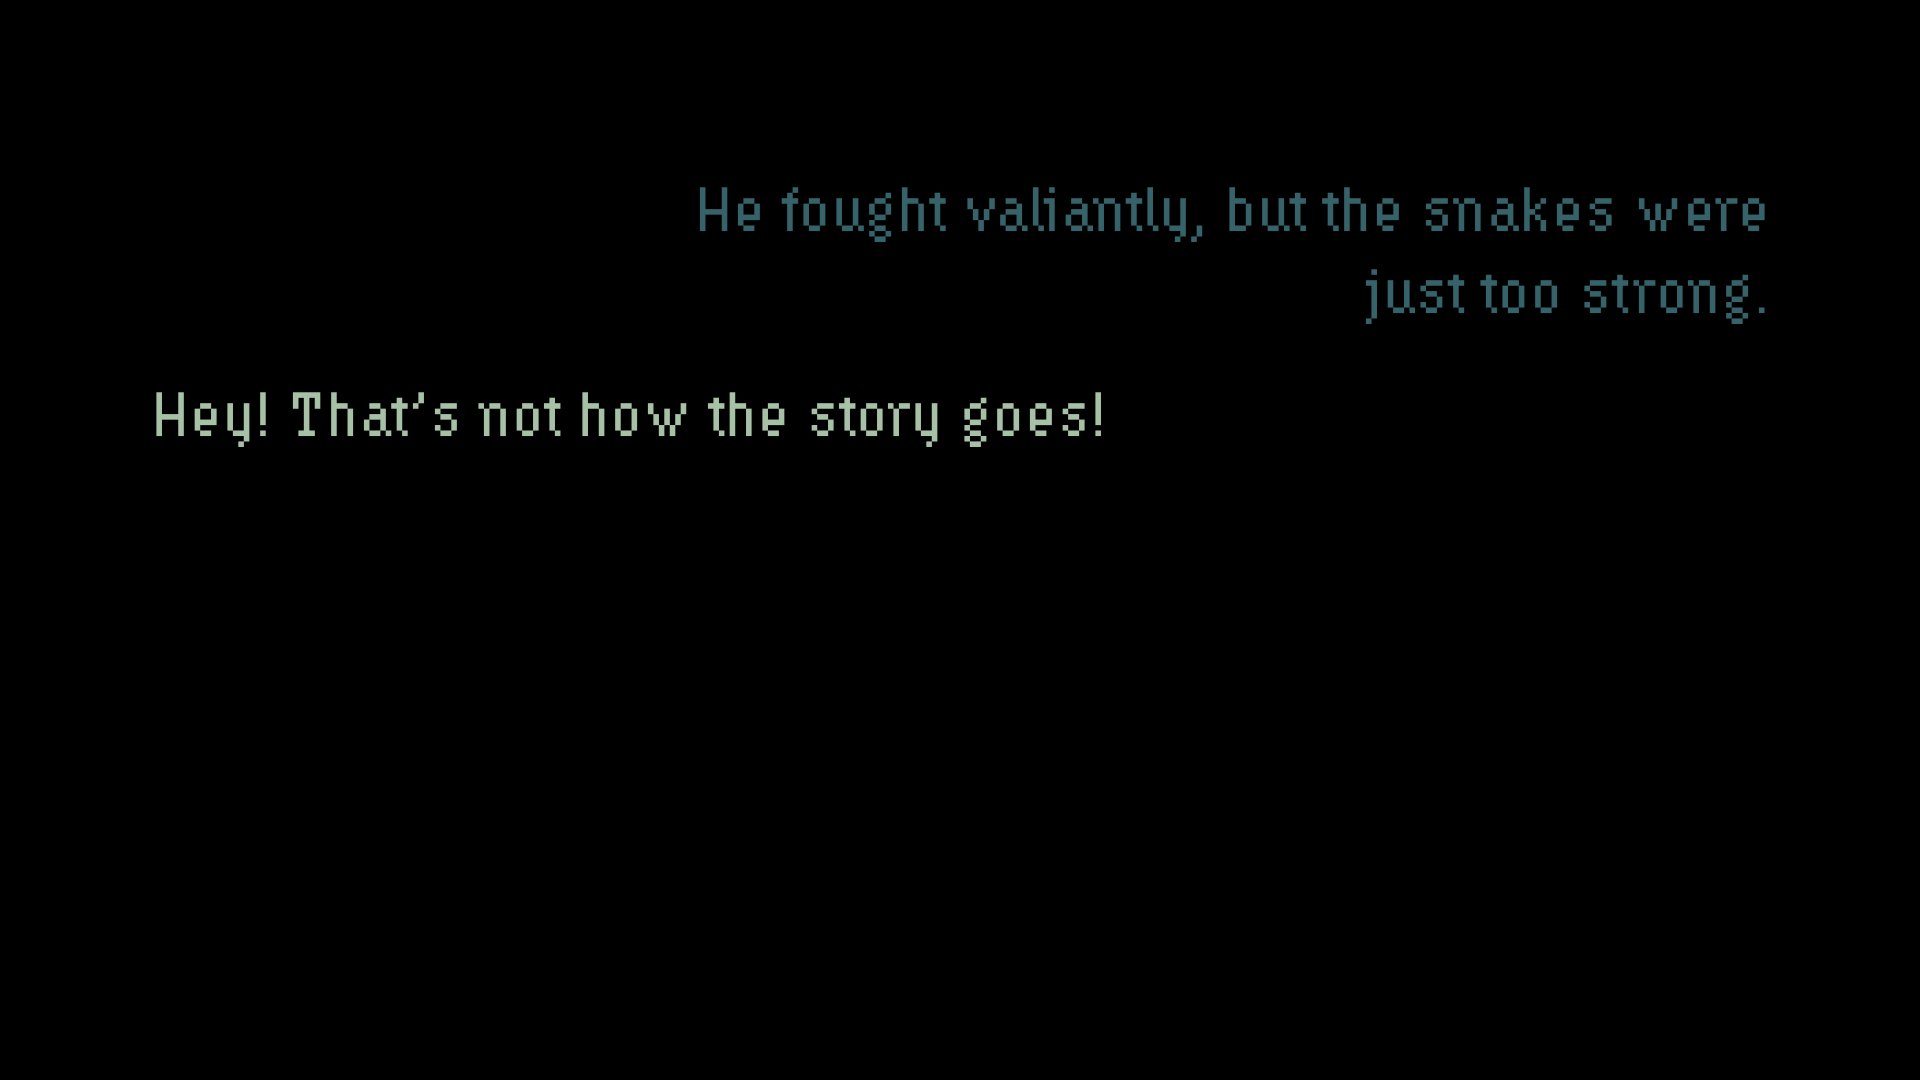 He fought valiantly, but the snakes were
just too strong.
Hey! That's not how the story goes!